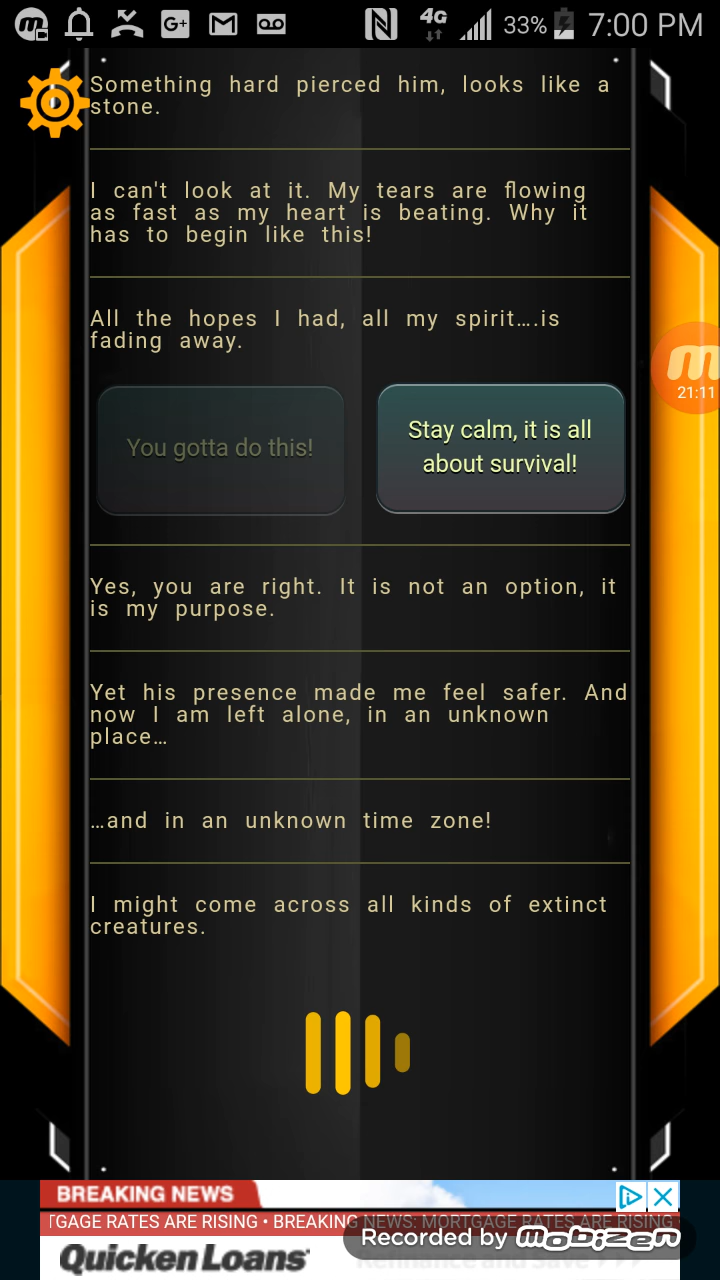 33% 7:00 PM
4G
G+
Something hard pierced him, looks like a
stone.
I can't look at it. My tears are flowing
as fast as my heart is beating. Why it
has to begin like this!
All the hopes I had, all my spirit….is
fading away.
21:11
You gotta do this!
Stay calm, it is all
about survival!
Yes, you are right. It is not an option, it
is my purpose.
Yet his presence made me feel safer. And
now I am left alone, in an unknown
place…
…and in an unknown time zone!
I might come across all kinds of extinct
creatures.
BREAKING NEWS
TGAGE RATES ARE RISING • BREAKING NEWS: MORTGAGE RATES ARE RISING
Recorded by mobizen
Quicken Loans Refinance and Save